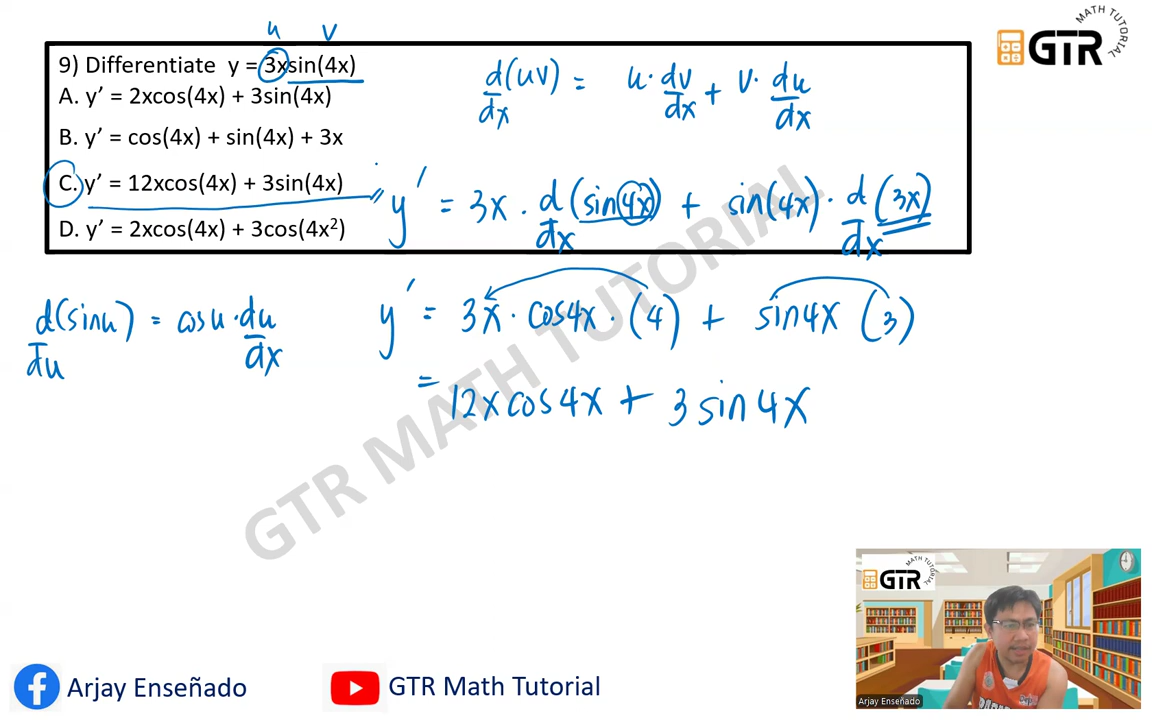 u v
9) Differentiate y = 3xsin(4x)
A. y’ = 2xcos(4x) + 3sin(4x)
B. y’ = cos(4x) + sin(4x) + 3x
C. y’ = 12xcos(4x) + 3sin(4x)
D. y’ = 2xcos(4x) + 3cos(4x²)
d/dx (uv) = u · dv/dx + v · du/dx
y' = 3x · d/dx (sin(4x)) + sin(4x) · d/dx (3x)
d(sinu)/du = cosu · du/dx
y' = 3x · cos4x · (4) + sin4x (3)
= 12xcos4x + 3sin4x
GTR MATH TUTORIAL
GTR MATH TUTORIAL
GTR MATH TUTORIAL
Arjay Enseñado
Arjay Enseñado
GTR Math Tutorial